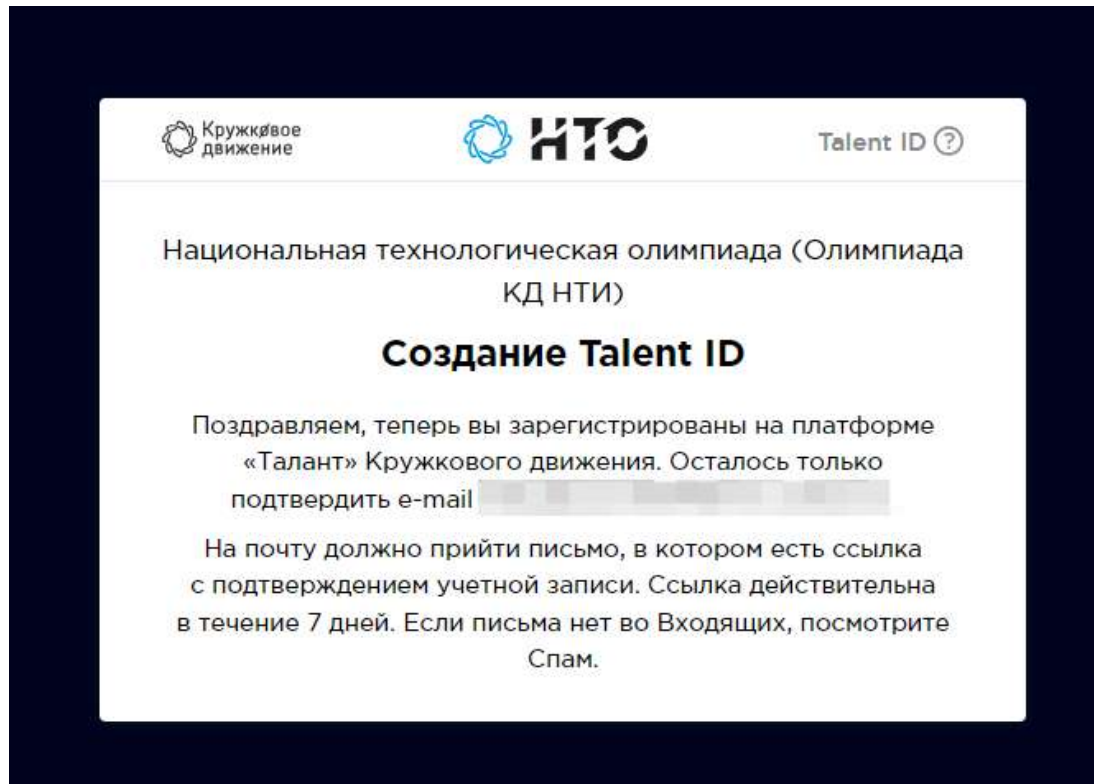 Кружковое
движение
НТО
Talent ID ?
Национальная технологическая олимпиада (Олимпиада
КД НТИ)
Создание Talent ID
Поздравляем, теперь вы зарегистрированы на платформе
«Талант» Кружкового движения. Осталось только
подтвердить e-mail
На почту должно прийти письмо, в котором есть ссылка
с подтверждением учетной записи. Ссылка действительна
в течение 7 дней. Если письма нет во Входящих, посмотрите
Спам.